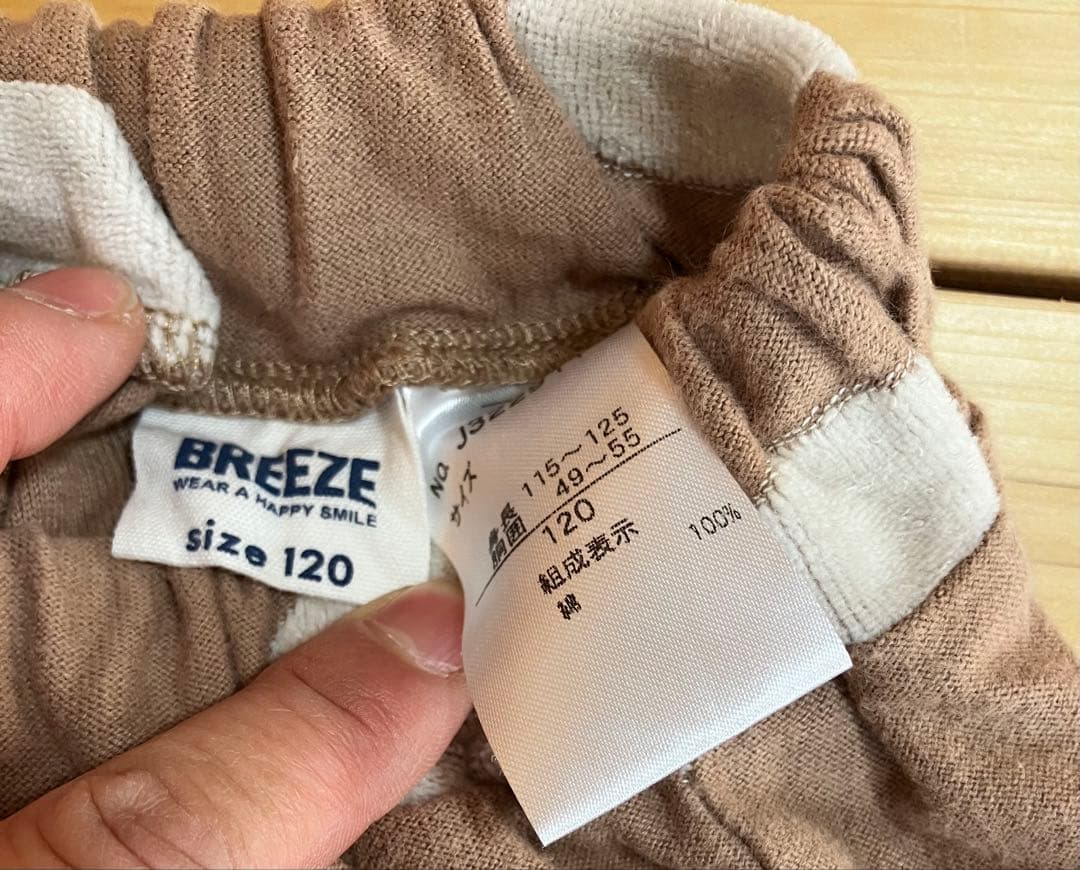 BREEZE
WEAR A HAPPY SMILE
size 120
NO.
サイズ
身長 115～125
胴囲 49～55
120
組成表示
綿 100%